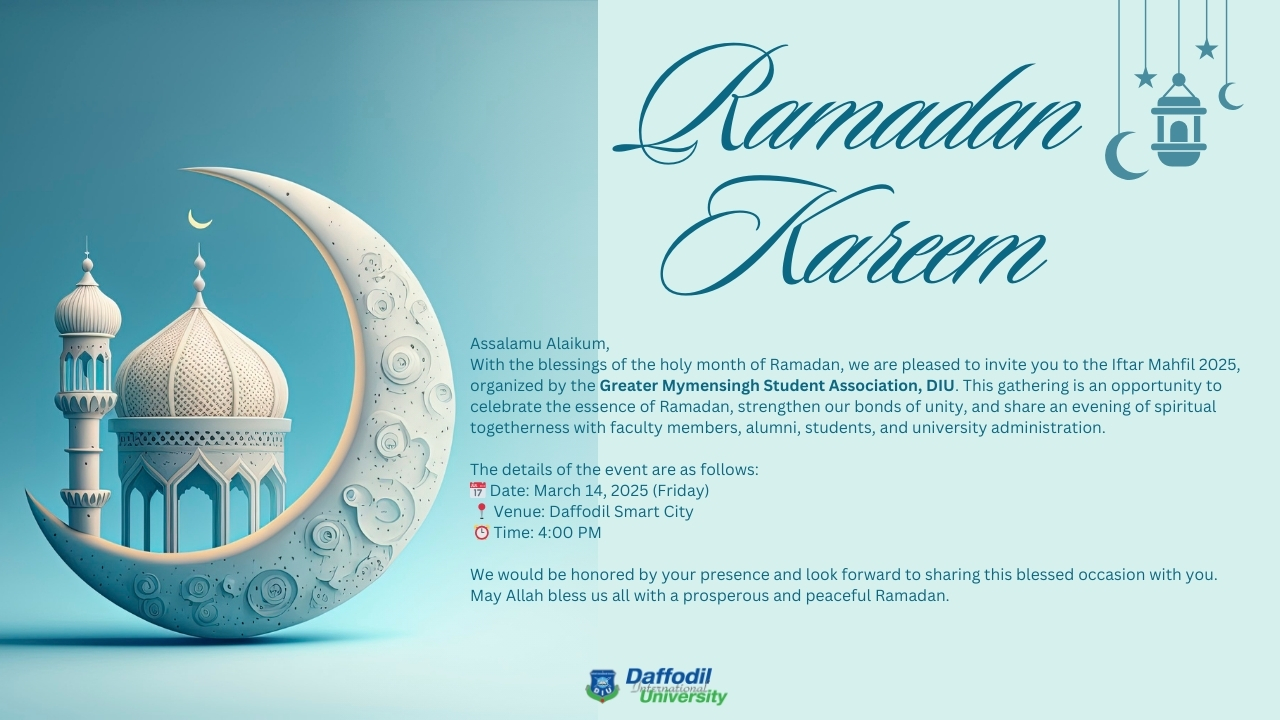 Ramadan
Kareem
Assalamu Alaikum,
With the blessings of the holy month of Ramadan, we are pleased to invite you to the Iftar Mahfil 2025,
organized by the Greater Mymensingh Student Association, DIU. This gathering is an opportunity to
celebrate the essence of Ramadan, strengthen our bonds of unity, and share an evening of spiritual
togetherness with faculty members, alumni, students, and university administration.
The details of the event are as follows:
📅 Date: March 14, 2025 (Friday)
📍 Venue: Daffodil Smart City
⏰ Time: 4:00 PM
We would be honored by your presence and look forward to sharing this blessed occasion with you.
May Allah bless us all with a prosperous and peaceful Ramadan.
DIU
Daffodil
International
University